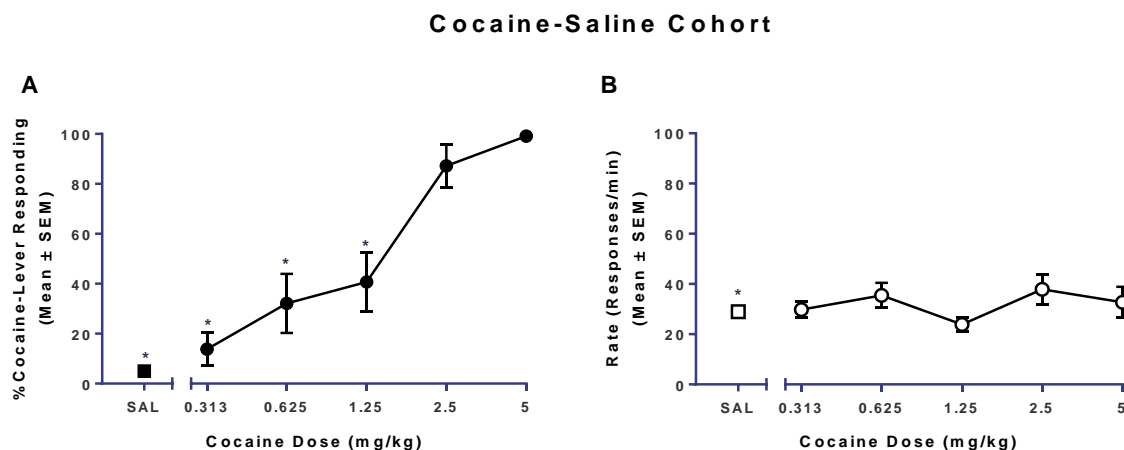 Cocaine-Saline Cohort
A
%Cocaine-Lever Responding
(Mean ± SEM)
100
80
60
40
20
0
*
*
*
*
SAL
0.313
0.625
1.25
2.5
5
Cocaine Dose (mg/kg)
B
Rate (Responses/min)
(Mean ± SEM)
100
80
60
40
20
0
*
SAL
0.313
0.625
1.25
2.5
5
Cocaine Dose (mg/kg)